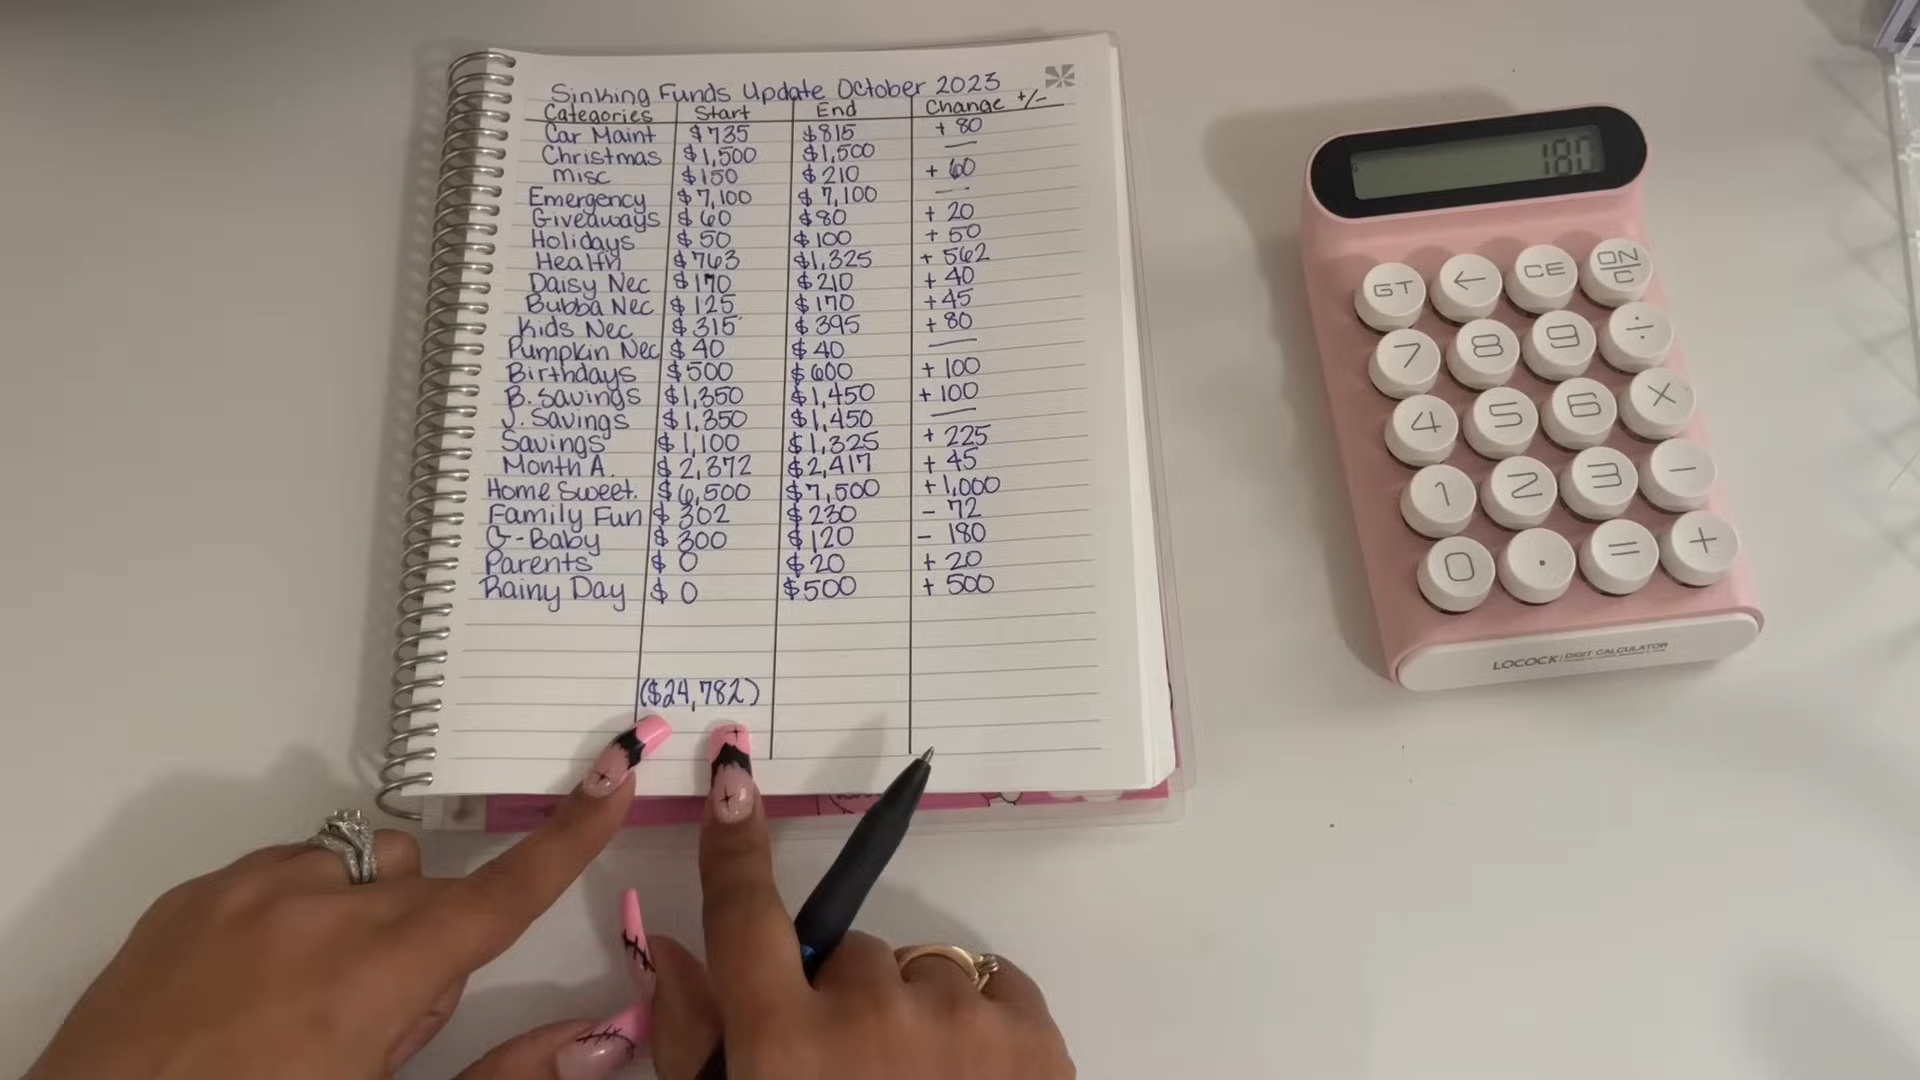 Sinking Funds Update October 2023
Categories Start End Change +/-
Car Maint $735 $815 + 80
Christmas $1,500 $1,500 —
Misc $150 $210 + 60
Emergency $7,100 $7,100 —
Giveaways $60 $80 + 20
Holidays $50 $100 + 50
Health $763 $1,325 + 562
Daisy Nec $170 $210 + 40
Bubba Nec $125 $170 +45
Kids Nec $315 $395 + 80
Pumpkin Nec $40 $40 —
Birthdays $500 $600 + 100
B. Savings $1,350 $1,450 + 100
J. Savings $1,350 $1,450 —
Savings $1,100 $1,325 + 225
Month A. $2,372 $2,417 + 45
Home Sweet. $6,500 $7,500 +1,000
Family Fun $302 $230 - 72
G-Baby $300 $120 - 180
Parents $0 $20 + 20
Rainy Day $0 $500 + 500
($24,782)
180
GT ← CE ON/C
7 8 9 ÷
4 5 6 ×
1 2 3 −
0 . = +
LOCOCK DIGIT CALCULATOR